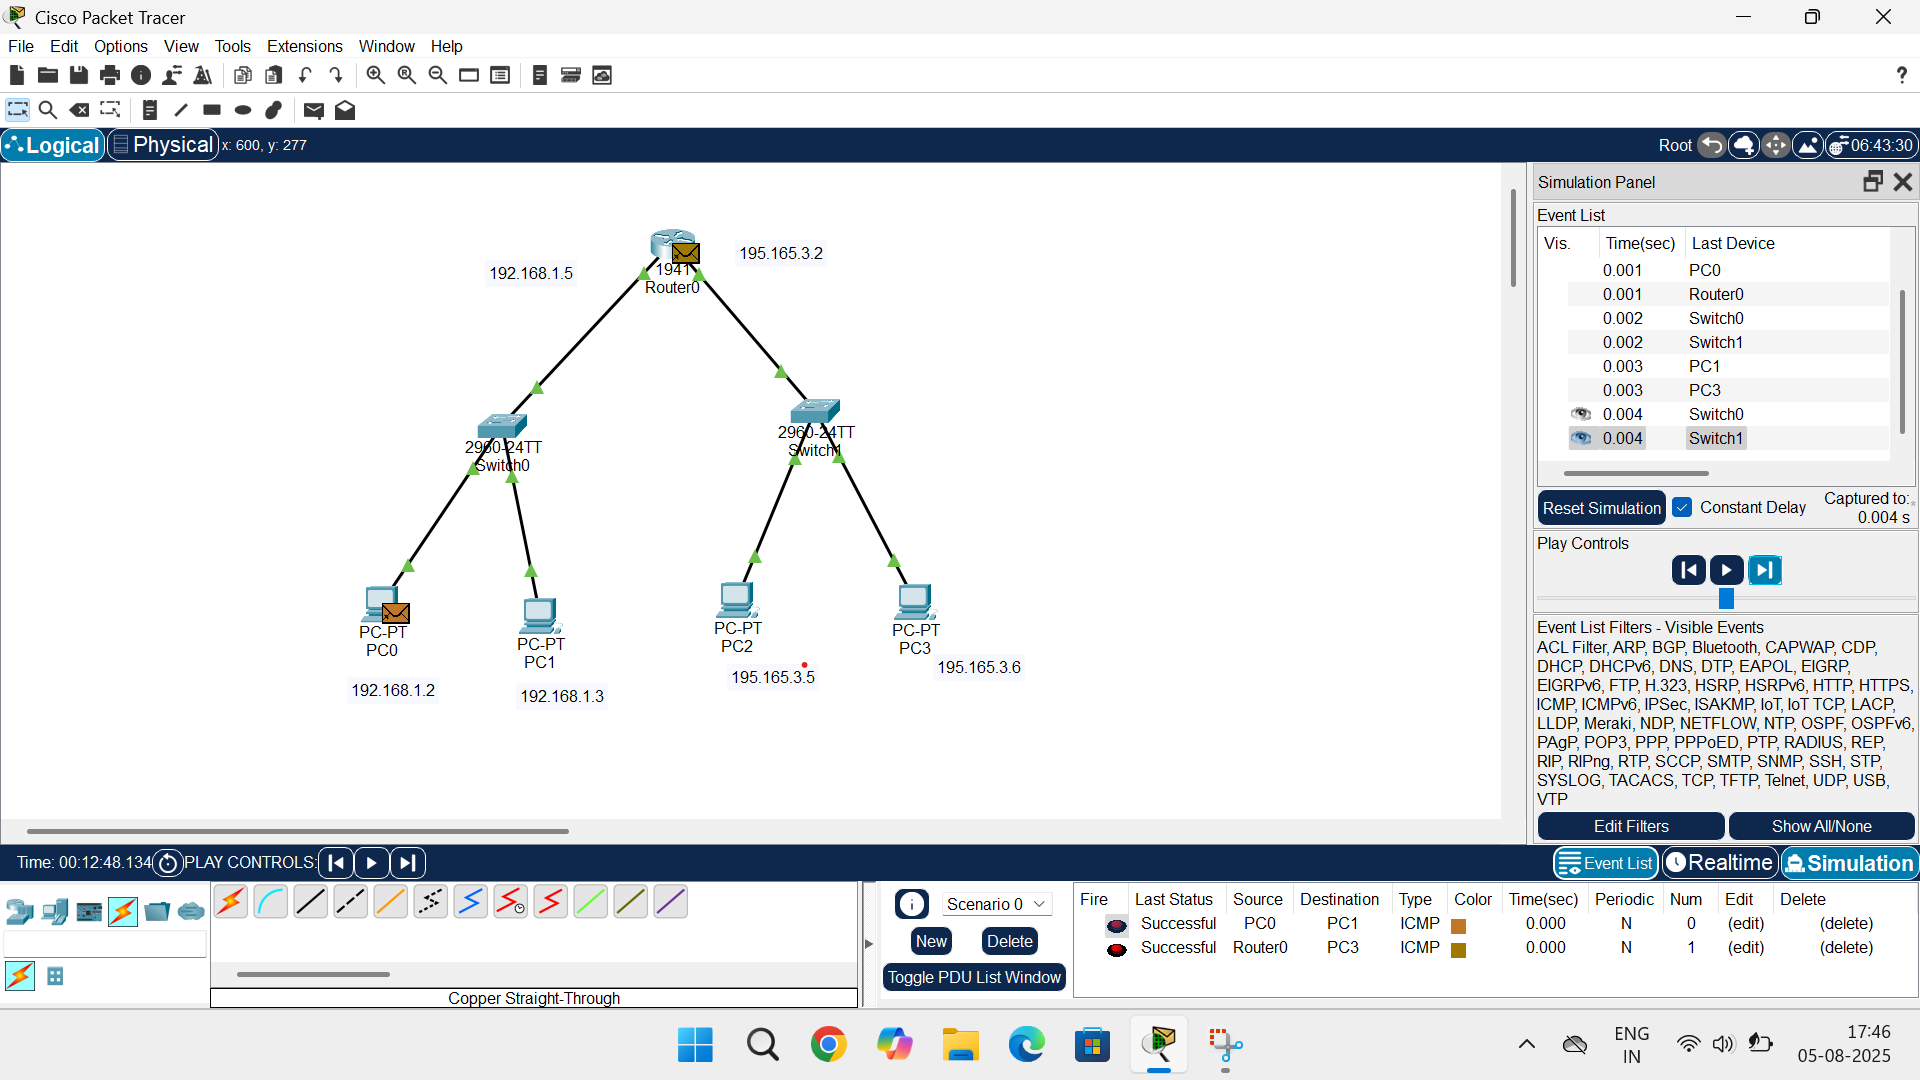 Cisco Packet Tracer
File Edit Options View Tools Extensions Window Help
?
Logical Physical x: 600, y: 277 Root 06:43:30
Simulation Panel
Event List
Vis. Time(sec) Last Device
0.001 PC0
0.001 Router0
0.002 Switch0
0.002 Switch1
0.003 PC1
0.003 PC3
0.004 Switch0
0.004 Switch1
Reset Simulation Constant Delay Captured to:
0.004 s
Play Controls
Event List Filters - Visible Events
ACL Filter, ARP, BGP, Bluetooth, CAPWAP, CDP,
DHCP, DHCPv6, DNS, DTP, EAPOL, EIGRP,
EIGRPv6, FTP, H.323, HSRP, HSRPv6, HTTP, HTTPS,
ICMP, ICMPv6, IPSec, ISAKMP, IoT, IoT TCP, LACP,
LLDP, Meraki, NDP, NETFLOW, NTP, OSPF, OSPFv6,
PAgP, POP3, PPP, PPPoED, PTP, RADIUS, REP,
RIP, RIPng, RTP, SCCP, SMTP, SNMP, SSH, STP,
SYSLOG, TACACS, TCP, TFTP, Telnet, UDP, USB,
VTP
Edit Filters Show All/None
192.168.1.5
195.165.3.2
1941
Router0
2960-24TT
Switch0
2960-24TT
Switch1
PC-PT
PC0
PC-PT
PC1
PC-PT
PC2
PC-PT
PC3
192.168.1.2
192.168.1.3
195.165.3.5
195.165.3.6
Time: 00:12:48.134 PLAY CONTROLS: Event List Realtime Simulation
Copper Straight-Through
Scenario 0
New Delete
Toggle PDU List Window
Fire Last Status Source Destination Type Color Time(sec) Periodic Num Edit Delete
Successful PC0 PC1 ICMP 0.000 N 0 (edit) (delete)
Successful Router0 PC3 ICMP 0.000 N 1 (edit) (delete)
ENG
IN
17:46
05-08-2025